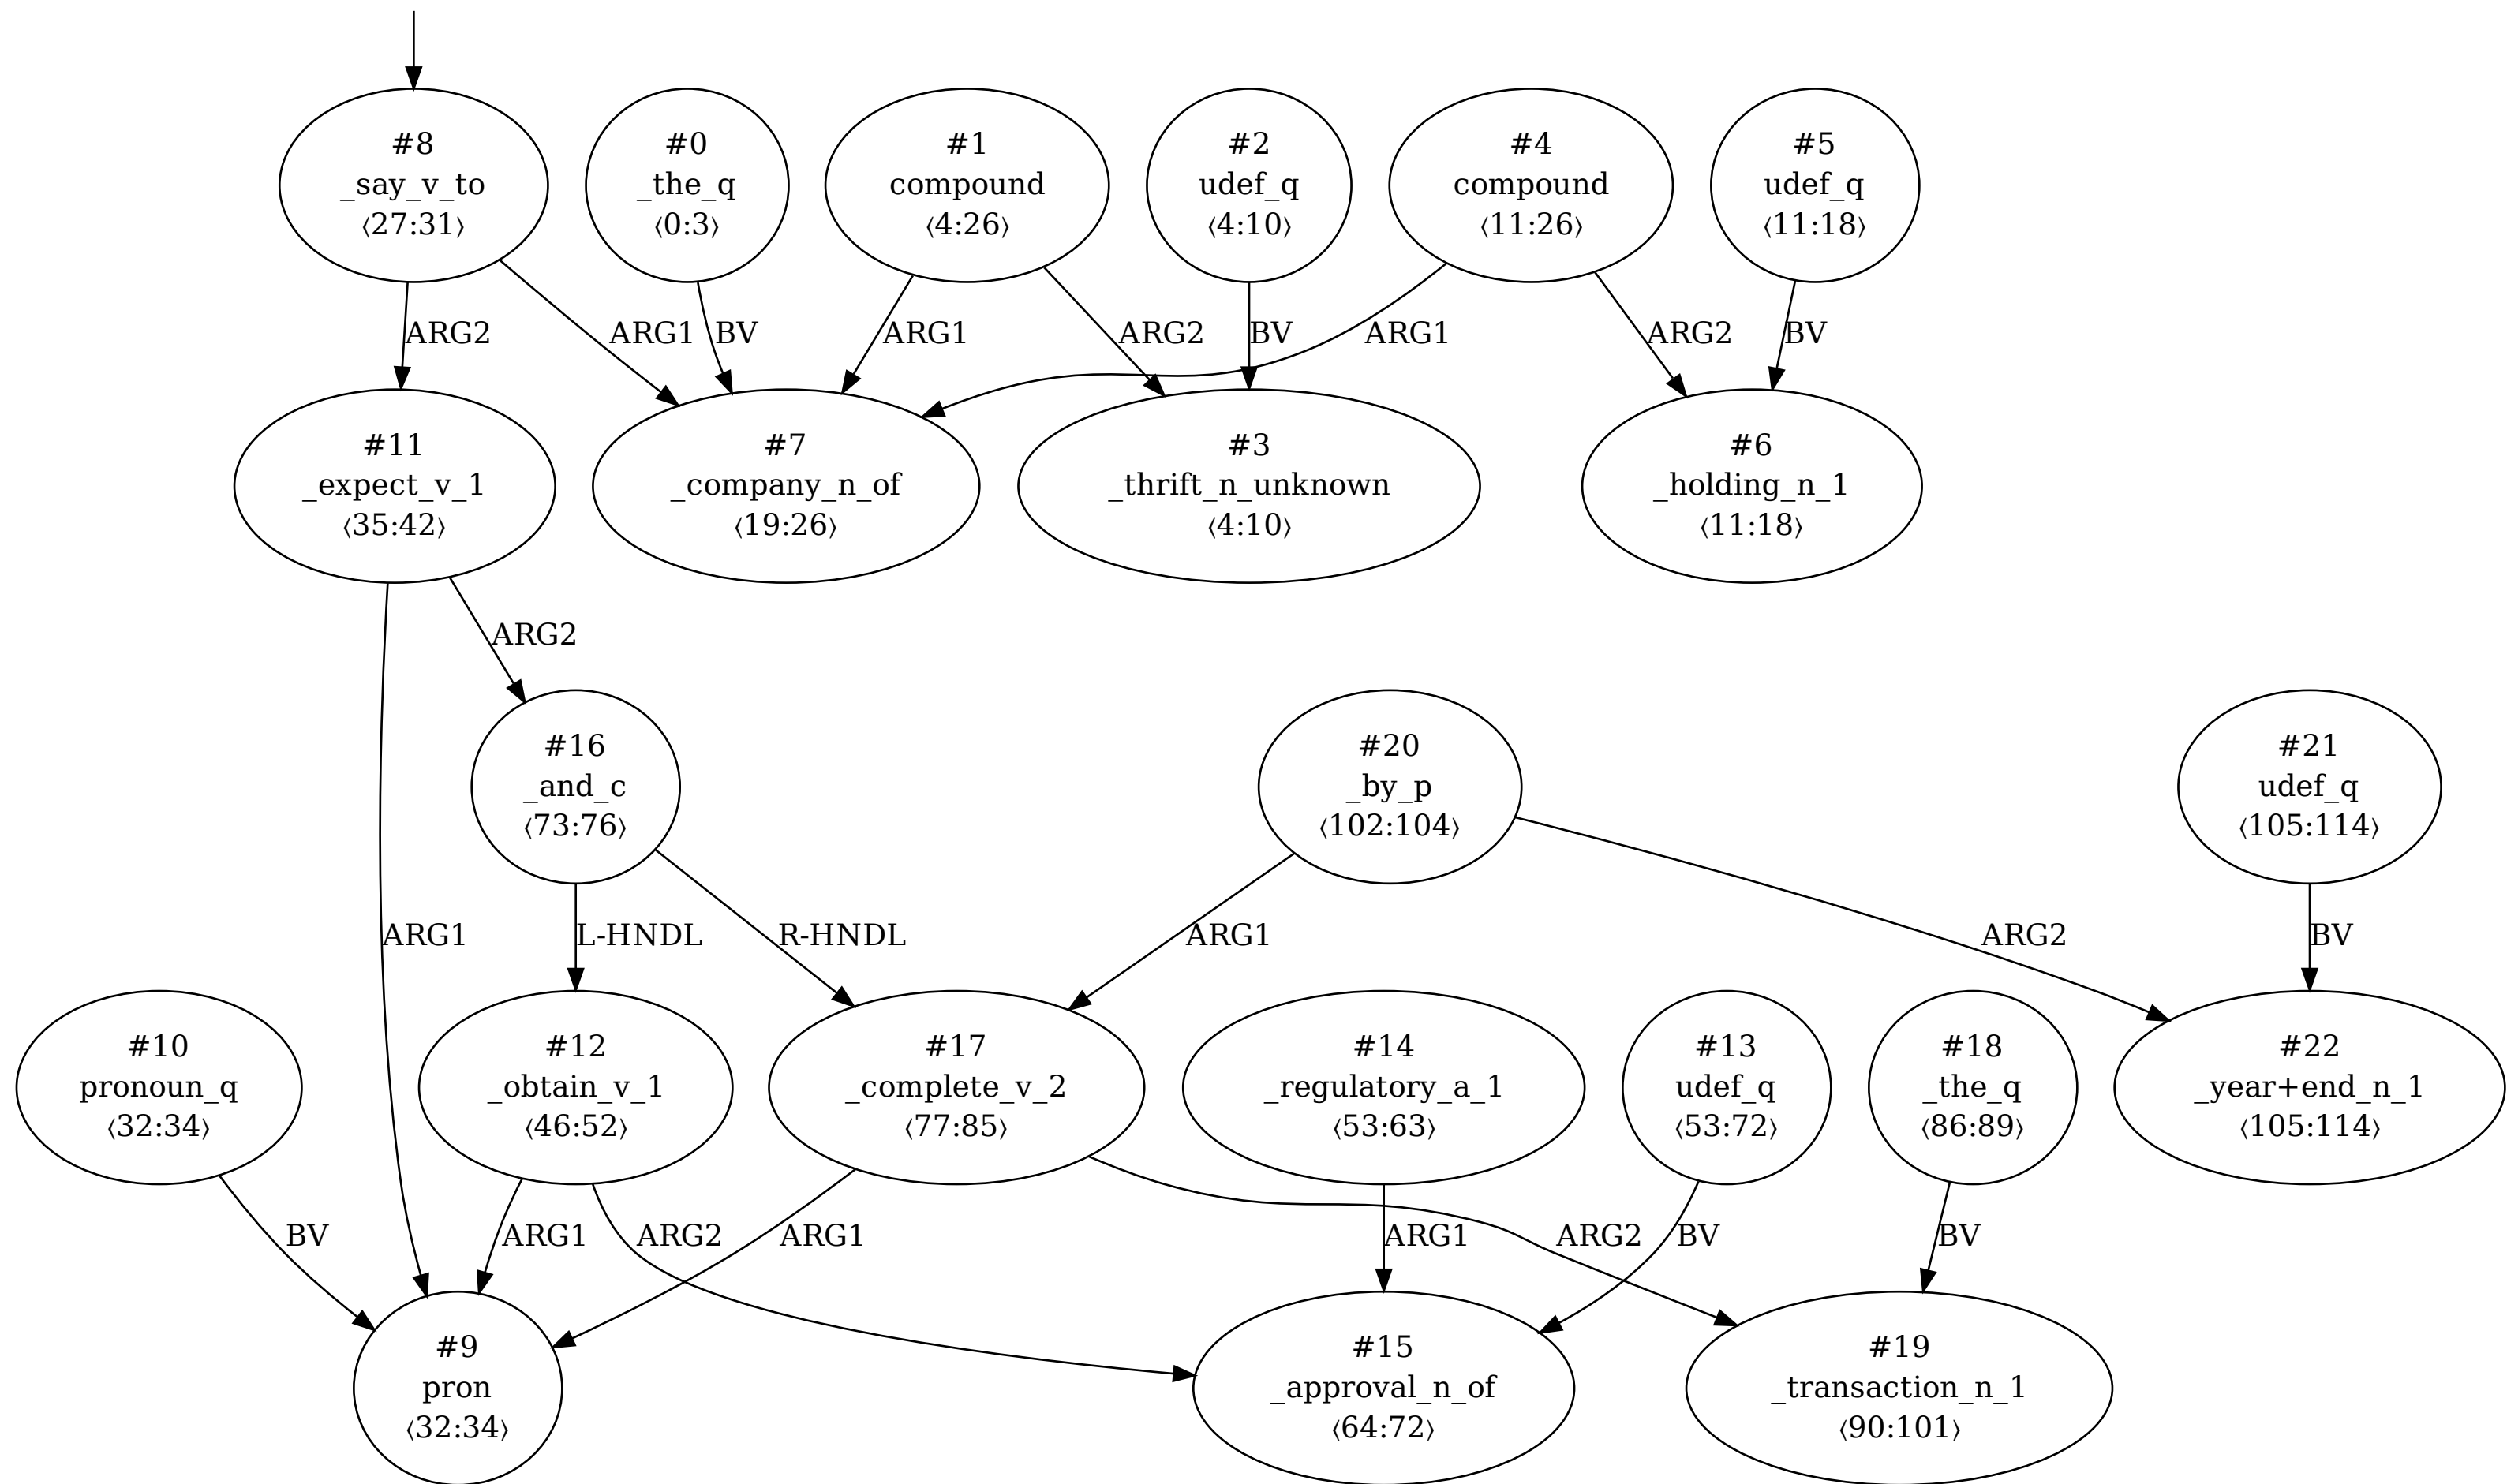 #8
_say_v_to
⟨27:31⟩
#0
_the_q
⟨0:3⟩
#1
compound
⟨4:26⟩
#2
udef_q
⟨4:10⟩
#4
compound
⟨11:26⟩
#5
udef_q
⟨11:18⟩
ARG2
ARG1
BV
ARG1
ARG2
BV
ARG1
ARG2
BV
#11
_expect_v_1
⟨35:42⟩
#7
_company_n_of
⟨19:26⟩
#3
_thrift_n_unknown
⟨4:10⟩
#6
_holding_n_1
⟨11:18⟩
ARG2
#16
_and_c
⟨73:76⟩
#20
_by_p
⟨102:104⟩
#21
udef_q
⟨105:114⟩
ARG1
L-HNDL
R-HNDL
ARG1
ARG2
BV
#10
pronoun_q
⟨32:34⟩
#12
_obtain_v_1
⟨46:52⟩
#17
_complete_v_2
⟨77:85⟩
#14
_regulatory_a_1
⟨53:63⟩
#13
udef_q
⟨53:72⟩
#18
_the_q
⟨86:89⟩
#22
_year+end_n_1
⟨105:114⟩
BV
ARG1
ARG2
ARG1
ARG1
ARG2
BV
BV
#9
pron
⟨32:34⟩
#15
_approval_n_of
⟨64:72⟩
#19
_transaction_n_1
⟨90:101⟩